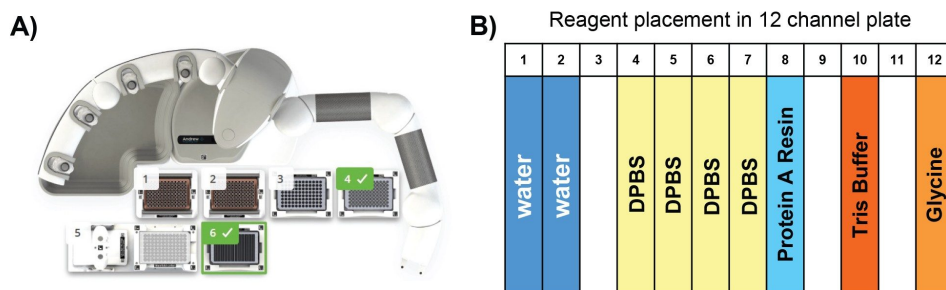 A)
Andrew
1
2
3
4 ✓
5
6 ✓
B)
Reagent placement in 12 channel plate
1 2 3 4 5 6 7 8 9 10 11 12
water
water
DPBS
DPBS
DPBS
DPBS
Protein A Resin
Tris Buffer
Glycine